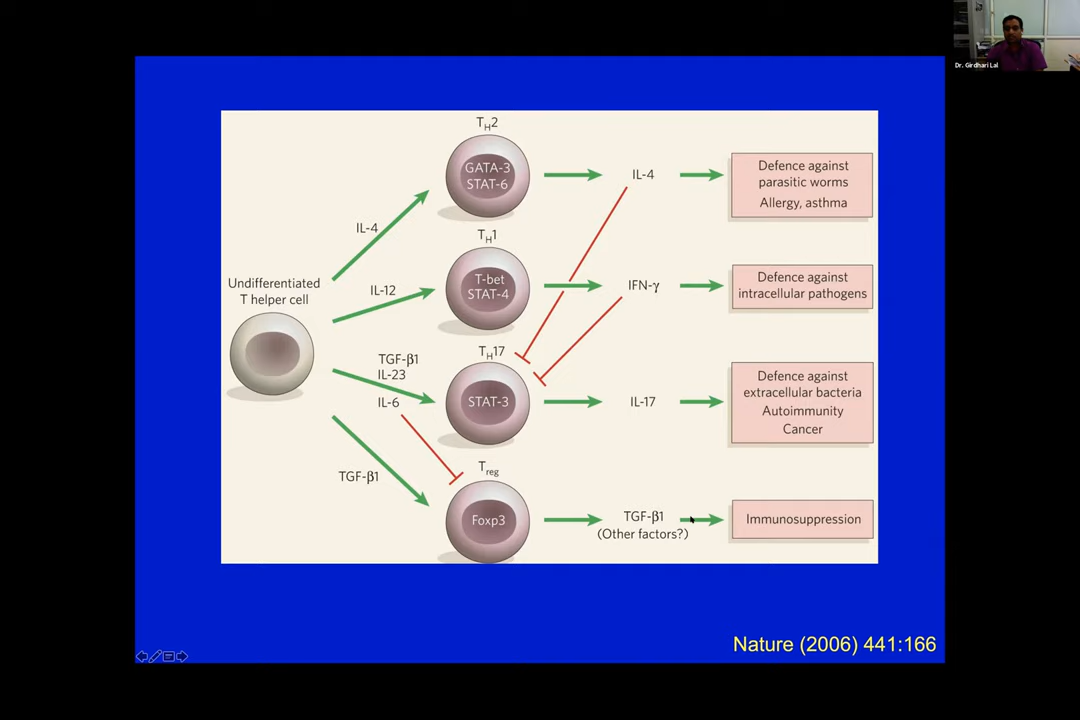 Dr. Girdhari Lal
TH2
GATA-3
STAT-6
IL-4
IL-4
Defence against
parasitic worms
Allergy, asthma
TH1
T-bet
STAT-4
IL-12
IFN-γ
Defence against
intracellular pathogens
Undifferentiated
T helper cell
TH17
TGF-β1
IL-23
IL-6
STAT-3
IL-17
Defence against
extracellular bacteria
Autoimmunity
Cancer
Treg
TGF-β1
Foxp3
TGF-β1
(Other factors?)
Immunosuppression
Nature (2006) 441:166